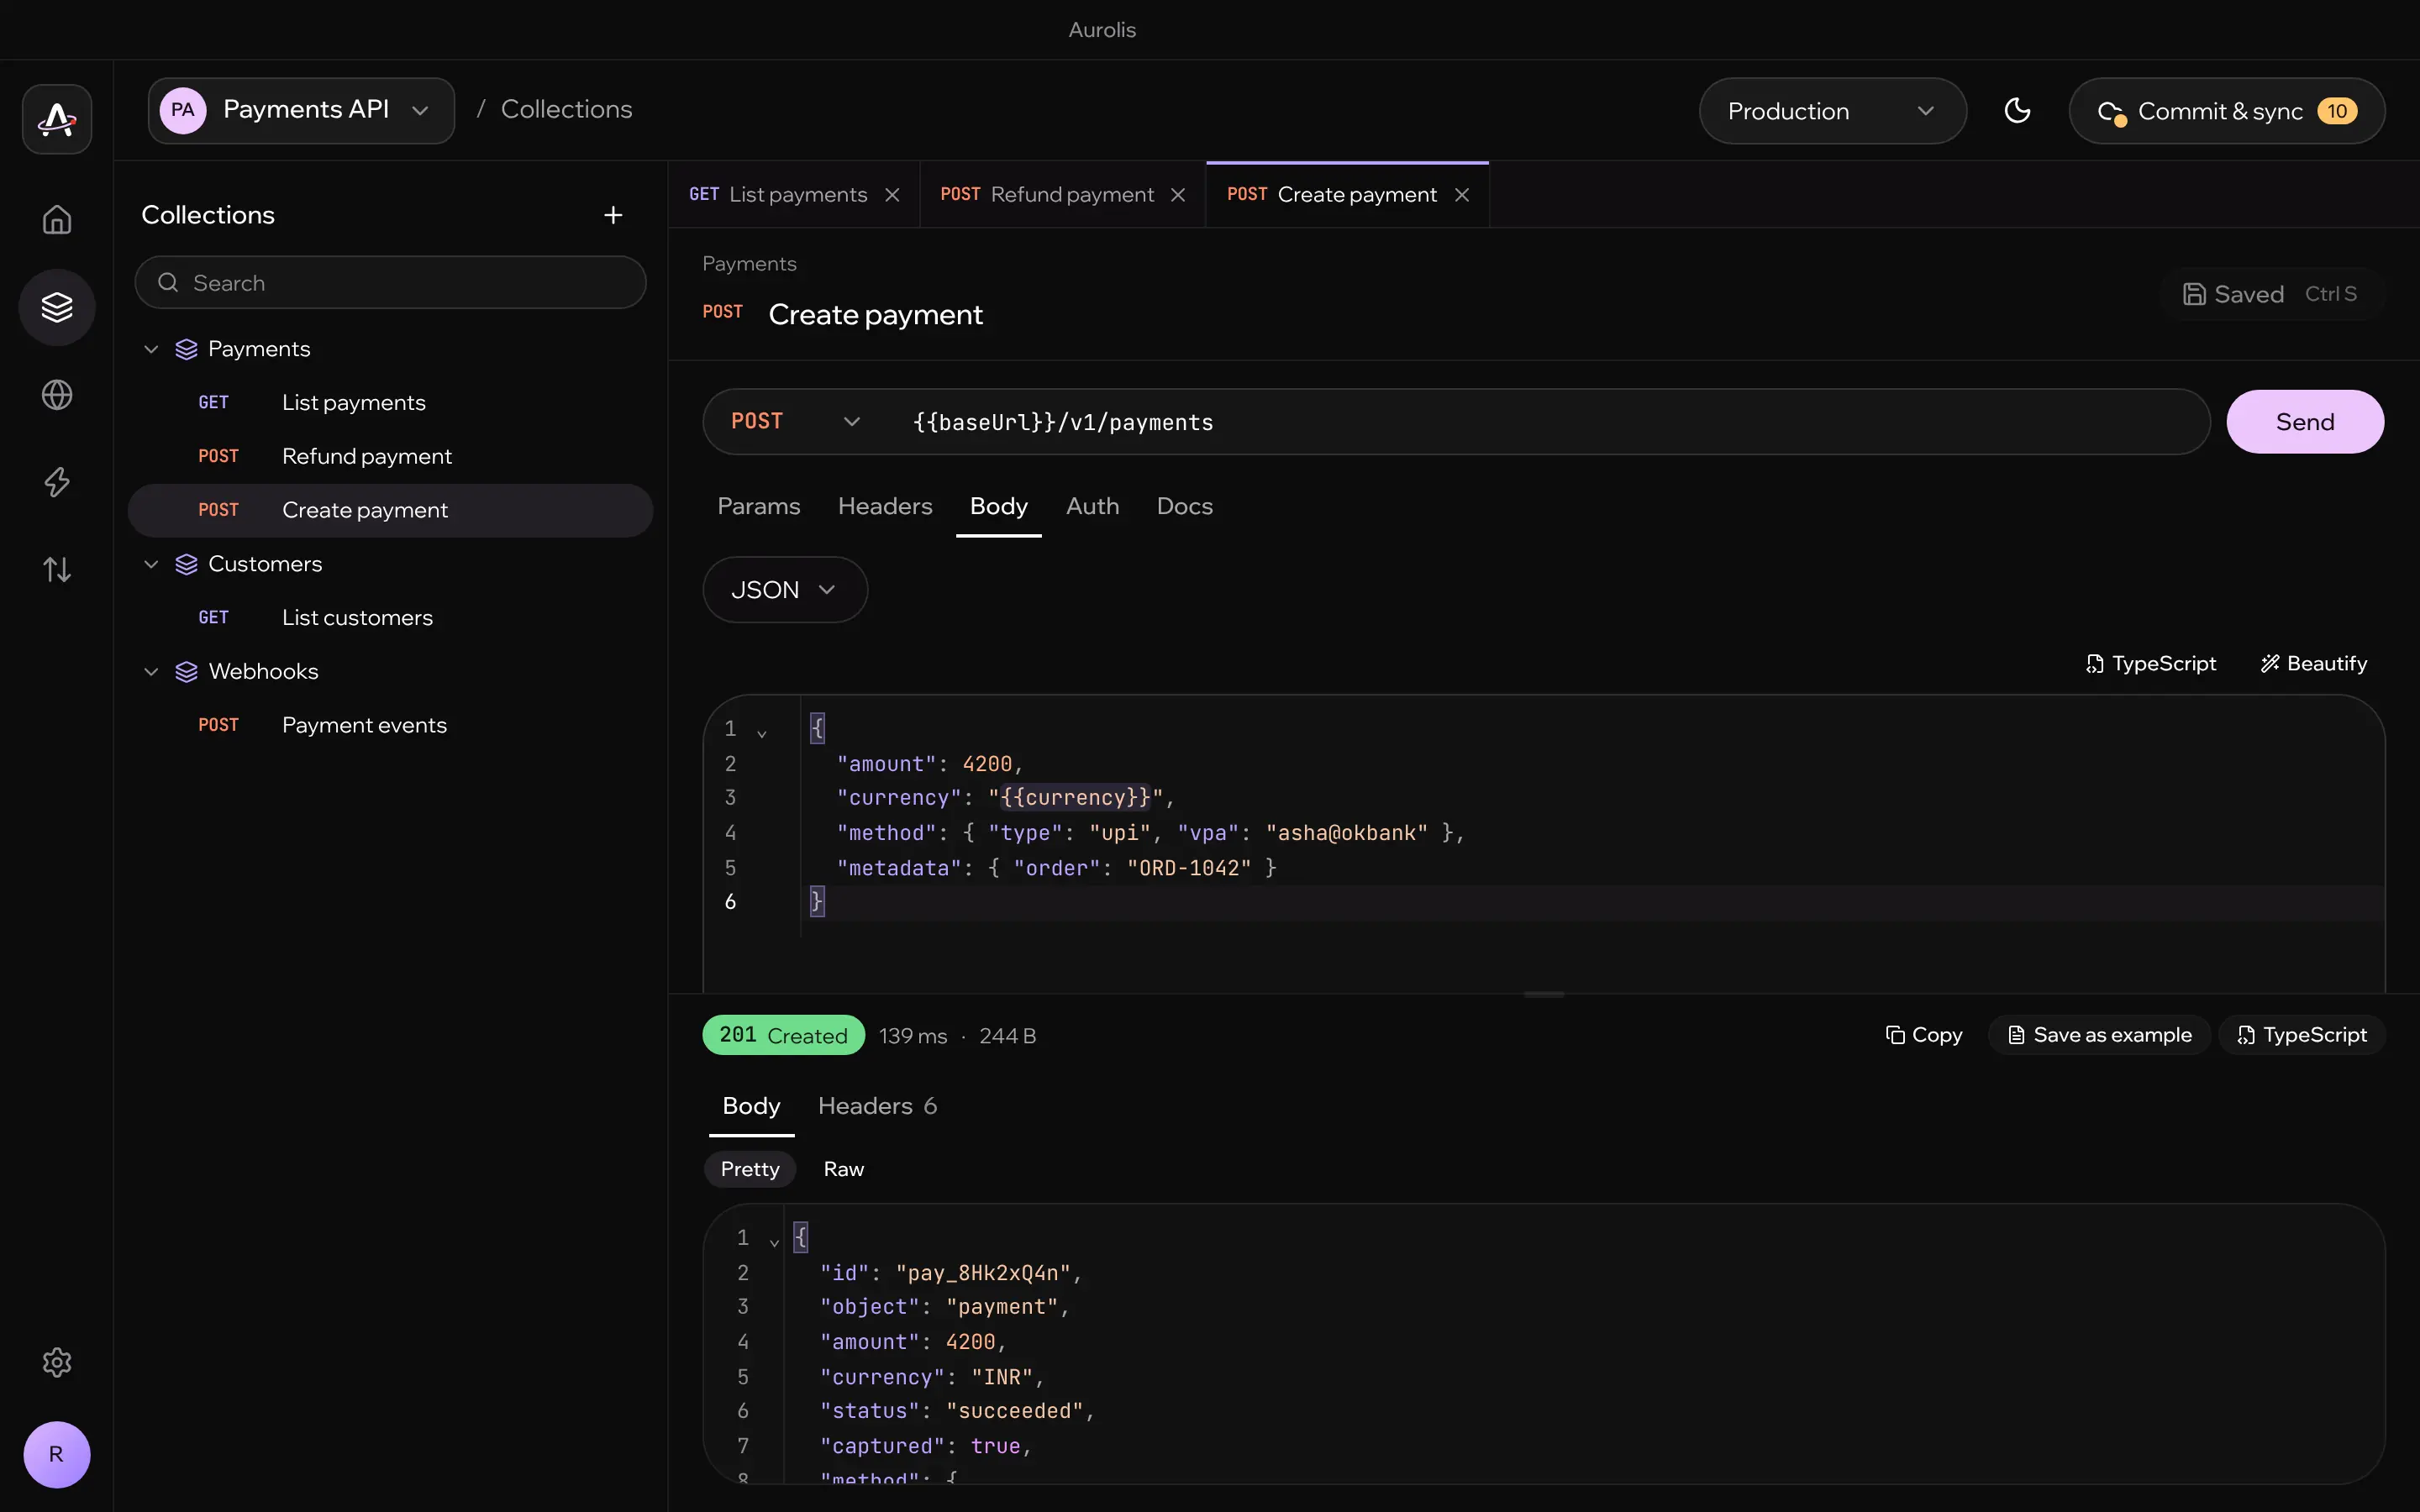 Aurolis
PA Payments API / Collections
Production
Commit & sync 10
Collections
Search
Payments
GET List payments
POST Refund payment
POST Create payment
Customers
GET List customers
Webhooks
POST Payment events
R
GET List payments
POST Refund payment
POST Create payment
Payments
POST Create payment
Saved Ctrl S
POST {{baseUrl}}/v1/payments
Send
Params Headers Body Auth Docs
JSON
TypeScript Beautify
1 {
2 "amount": 4200,
3 "currency": "{{currency}}",
4 "method": { "type": "upi", "vpa": "asha@okbank" },
5 "metadata": { "order": "ORD-1042" }
6 }
201 Created 139 ms · 244 B
Copy Save as example TypeScript
Body Headers 6
Pretty Raw
1 {
2 "id": "pay_8Hk2xQ4n",
3 "object": "payment",
4 "amount": 4200,
5 "currency": "INR",
6 "status": "succeeded",
7 "captured": true,
8 "method": {